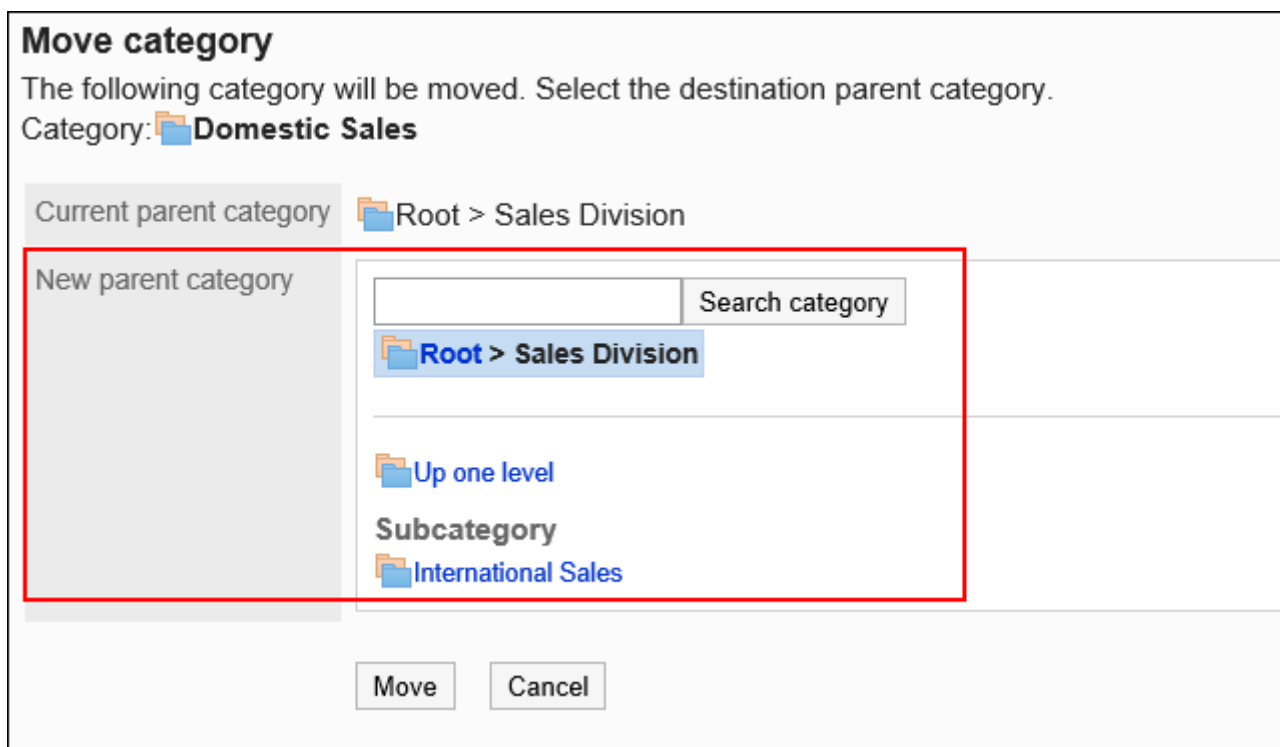 Move category
The following category will be moved. Select the destination parent category.
Category: Domestic Sales
Current parent category Root > Sales Division
New parent category
Search category
Root > Sales Division
Up one level
Subcategory
International Sales
Move Cancel